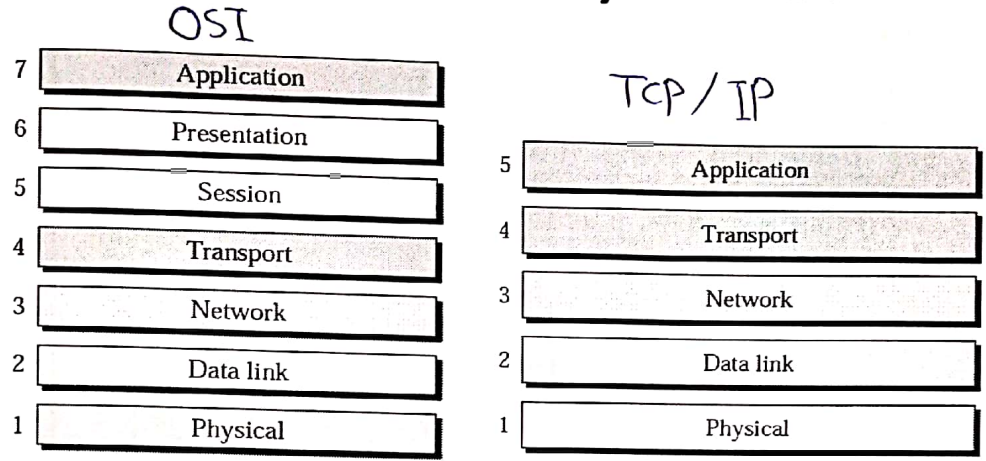 OSI
7 Application
6 Presentation
5 Session
4 Transport
3 Network
2 Data link
1 Physical
TCP/IP
5 Application
4 Transport
3 Network
2 Data link
1 Physical